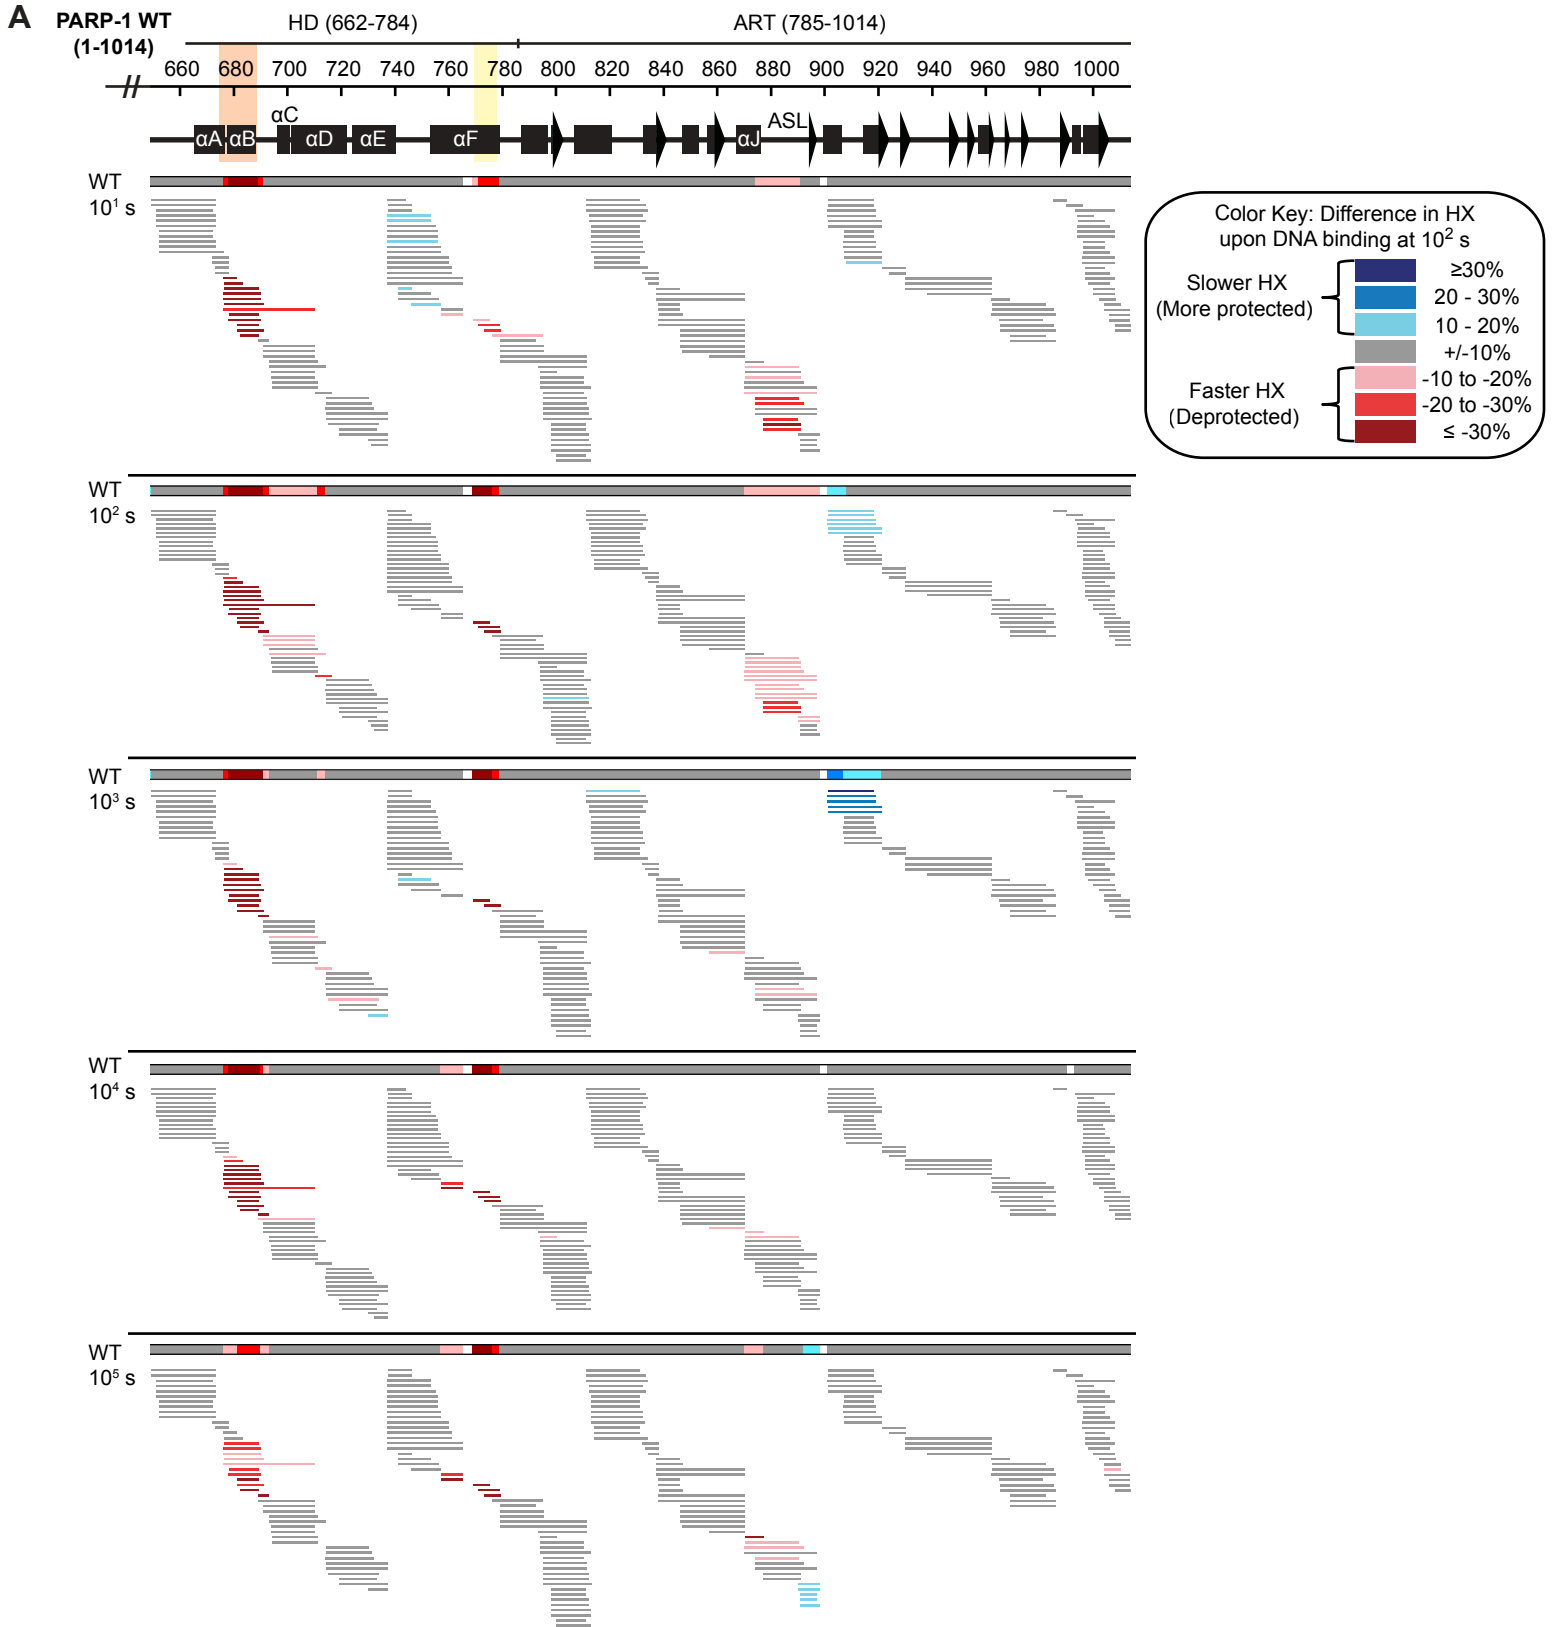 A
PARP-1 WT
(1-1014)
HD (662-784)
ART (785-1014)
660 680 700 720 740 760 780 800 820 840 860 880 900 920 940 960 980 1000
//
αC
ASL
αA αB αD αE αF αJ
WT
10¹ s
Color Key: Difference in HX
upon DNA binding at 10² s
Slower HX
(More protected)
≥30%
20 - 30%
10 - 20%
+/-10%
Faster HX
(Deprotected)
-10 to -20%
-20 to -30%
≤ -30%
WT
10² s
WT
10³ s
WT
10⁴ s
WT
10⁵ s